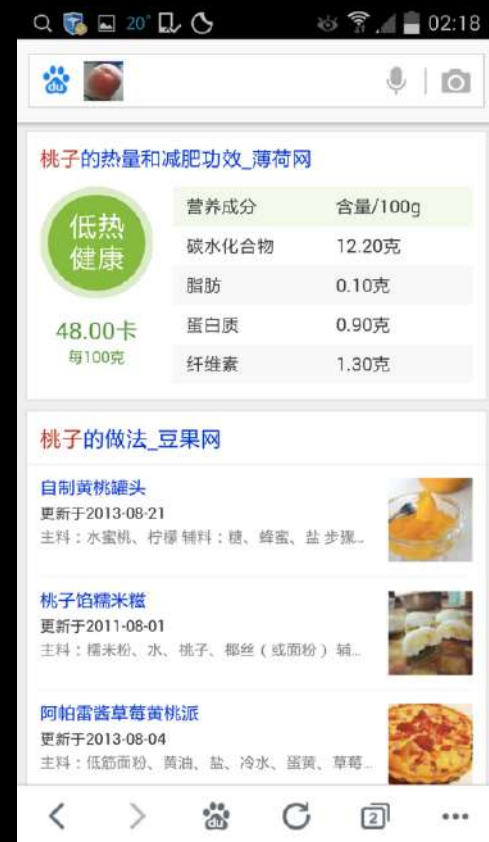 20°
02:18
du
桃子的热量和减肥功效_薄荷网
低热
健康
48.00卡
每100克
营养成分 含量/100g
碳水化合物 12.20克
脂肪 0.10克
蛋白质 0.90克
纤维素 1.30克
桃子的做法_豆果网
自制黄桃罐头
更新于2013-08-21
主料：水蜜桃、柠檬 辅料：糖、蜂蜜、盐 步骤...
桃子馅糯米糍
更新于2011-08-01
主料：糯米粉、水、桃子、椰丝（或面粉）辅...
阿帕雷酱草莓黄桃派
更新于2013-08-04
主料：低筋面粉、黄油、盐、冷水、蛋黄、草莓...
du
2